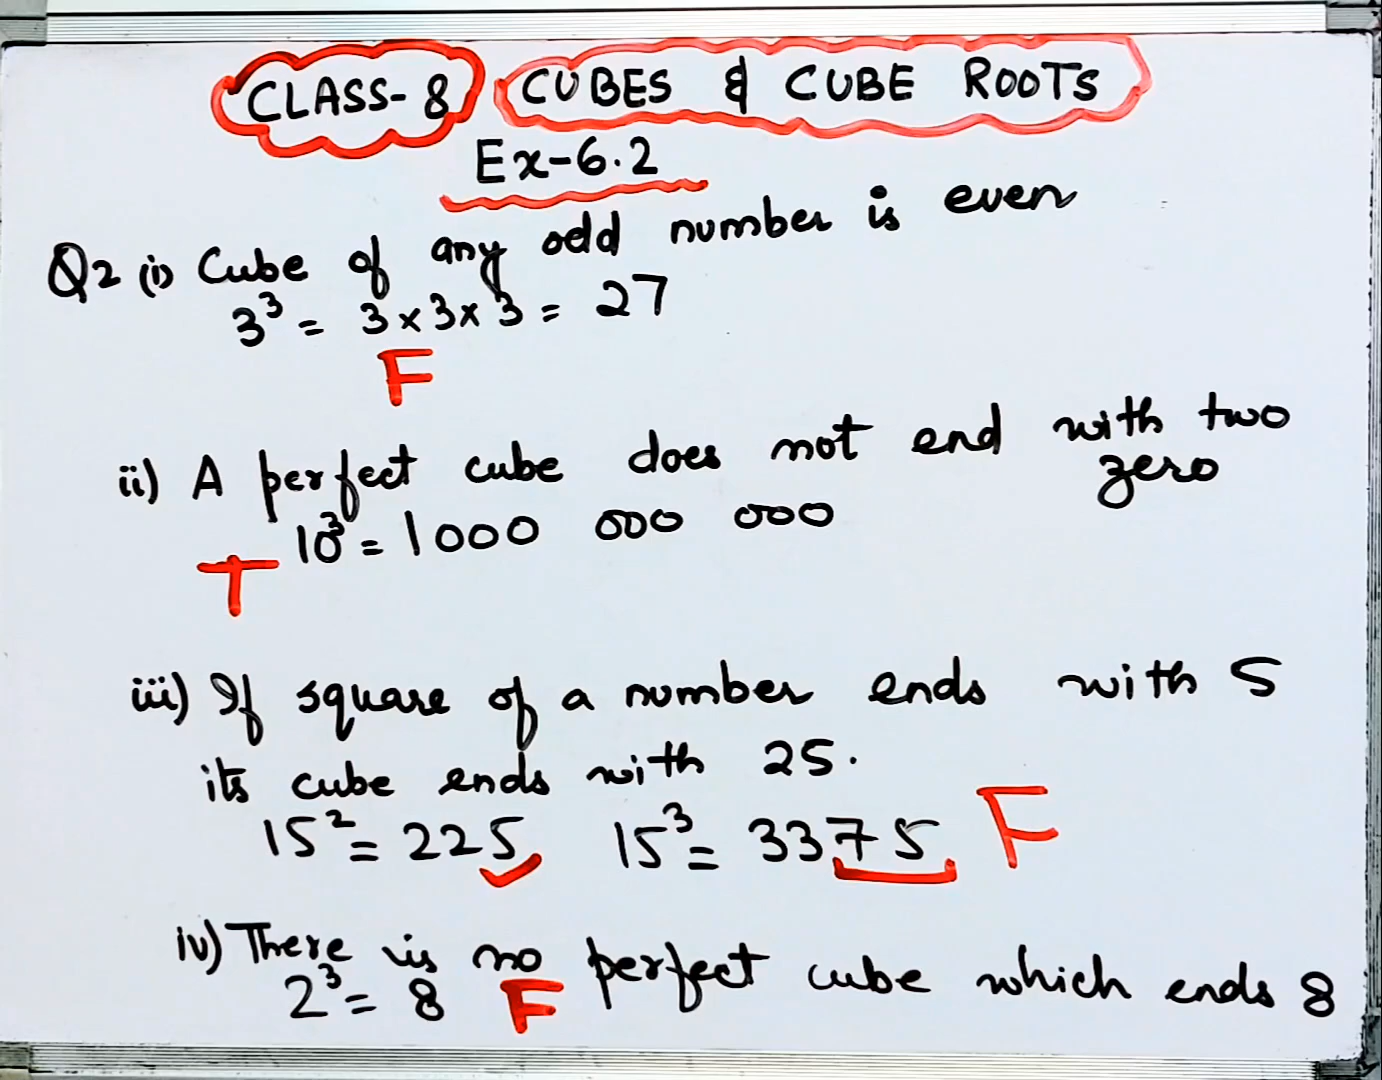 CLASS-8 CUBES & CUBE ROOTS
Ex-6.2
Q2 (i) Cube of any odd number is even
3³ = 3×3×3 = 27
F
ii) A perfect cube does not end with two
zero
10³ = 1000 000 000
T
iii) If square of a number ends with 5
its cube ends with 25.
15² = 225 15³ = 3375 F
iv) There is no perfect cube which ends 8
2³ = 8 F